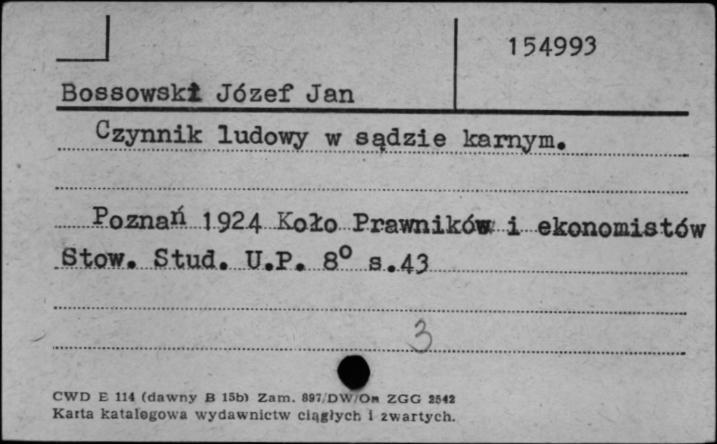 154993
Bossowski Józef Jan
Czynnik ludowy w sądzie karnym.
Poznań 1924 Koło Prawników i ekonomistów
Stow. Stud. U.P. 8° s.43
3
CWD E 114 (dawny B 15b) Zam. 897/DW/Om ZGG 2542
Karta katalogowa wydawnictw ciągłych i zwartych.